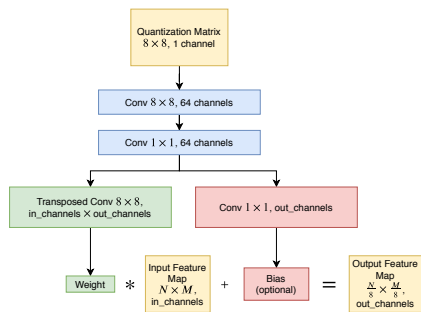 Quantization Matrix
8 × 8, 1 channel
Conv 8 × 8, 64 channels
Conv 1 × 1, 64 channels
Transposed Conv 8 × 8,
in_channels × out_channels
Conv 1 × 1, out_channels
Weight
*
Input Feature
Map
N × M,
in_channels
+
Bias
(optional)
=
Output Feature
Map
N/8 × M/8,
out_channels